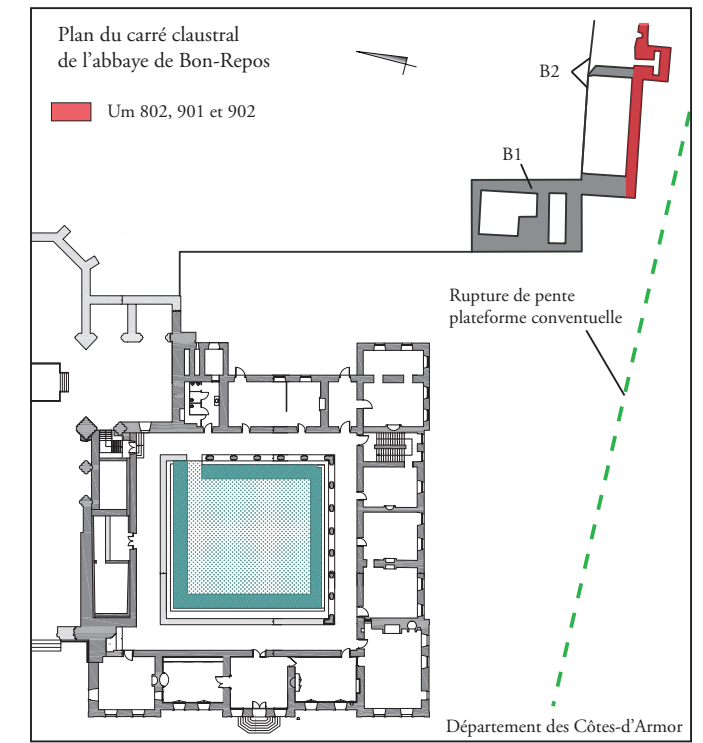 Plan du carré claustral
de l'abbaye de Bon-Repos
Um 802, 901 et 902
B2
B1
Rupture de pente
plateforme conventuelle
Département des Côtes-d'Armor